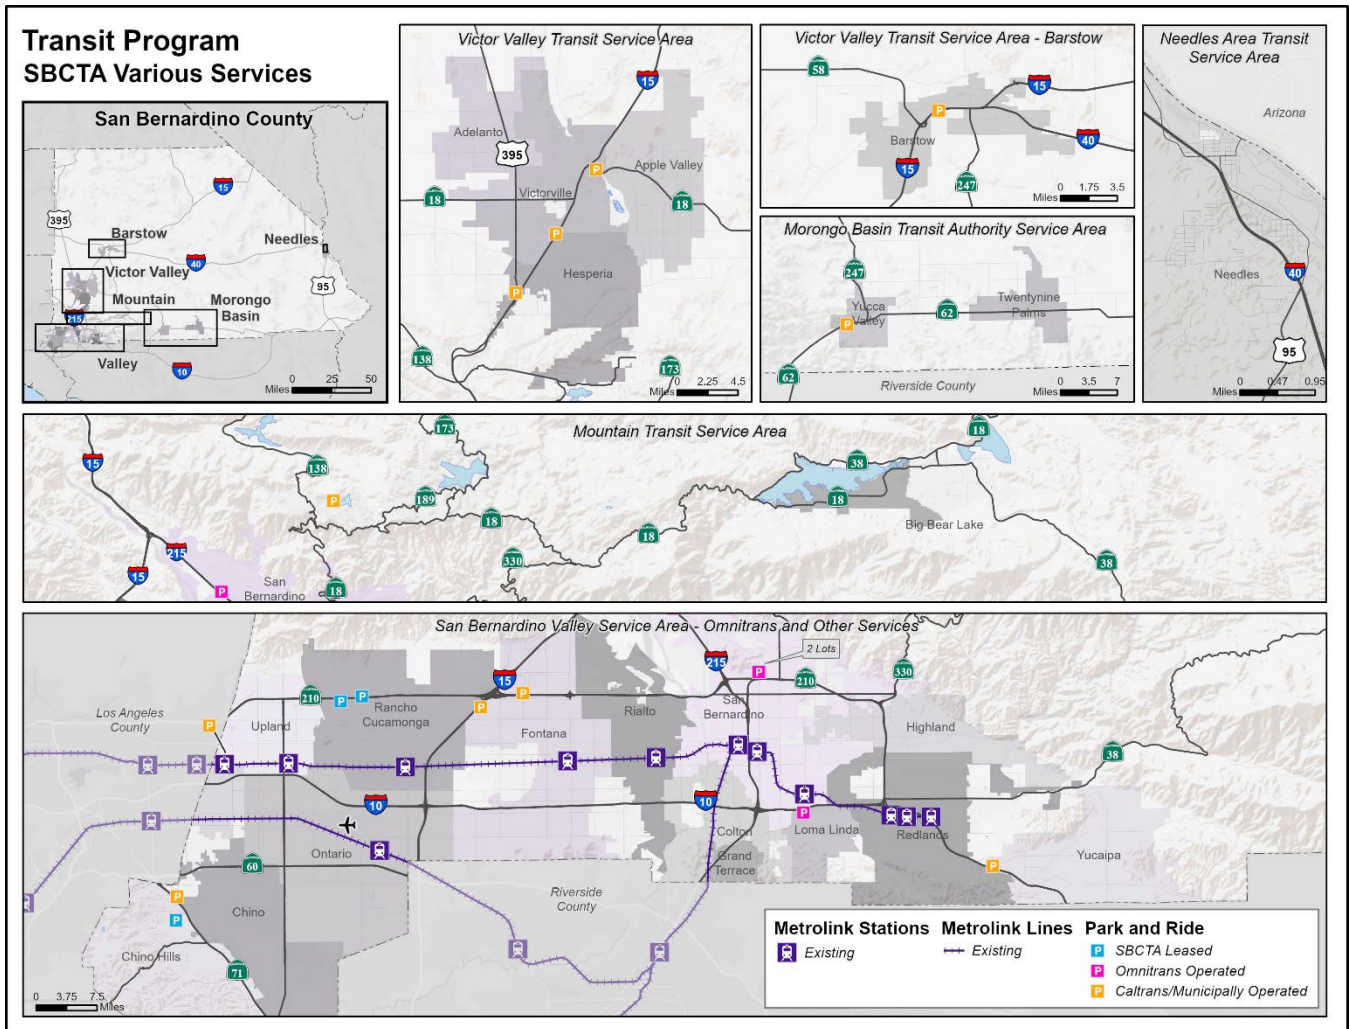 Transit Program
SBCTA Various Services
San Bernardino County
15
395
Barstow
Needles
40
Victor Valley
95
Mountain
Morongo
Basin
215
Valley
10
0 25 50
Miles
Victor Valley Transit Service Area
15
Adelanto
395
P
Apple Valley
Victorville
18
18
P
Hesperia
P
138
173
0 2.25 4.5
Miles
Victor Valley Transit Service Area - Barstow
58
15
P
Barstow
40
15
247
0 1.75 3.5
Miles
Morongo Basin Transit Authority Service Area
247
Yucca
Valley
Twentynine
Palms
62
P
62
Riverside County
0 3.5 7
Miles
Needles Area Transit
Service Area
Arizona
Needles
40
95
0 0.47 0.95
Miles
Mountain Transit Service Area
173
18
15
138
38
P
189
18
18
18
Big Bear Lake
215
330
38
15
San
Bernardino
P
18
San Bernardino Valley Service Area - Omnitrans and Other Services
2 Lots
215
P
330
15
210
210
P
P
P
P
Rancho
Cucamonga
San
Bernardino
Los Angeles
County
Upland
Rialto
Highland
P
Fontana
38
10
10
P
Colton
Loma Linda
Redlands
Ontario
Grand
Terrace
Yucaipa
60
P
P
Riverside
County
Chino
P
Chino Hills
71
0 3.75 7.5
Miles
Metrolink Stations
Existing
Metrolink Lines
Existing
Park and Ride
P SBCTA Leased
P Omnitrans Operated
P Caltrans/Municipally Operated